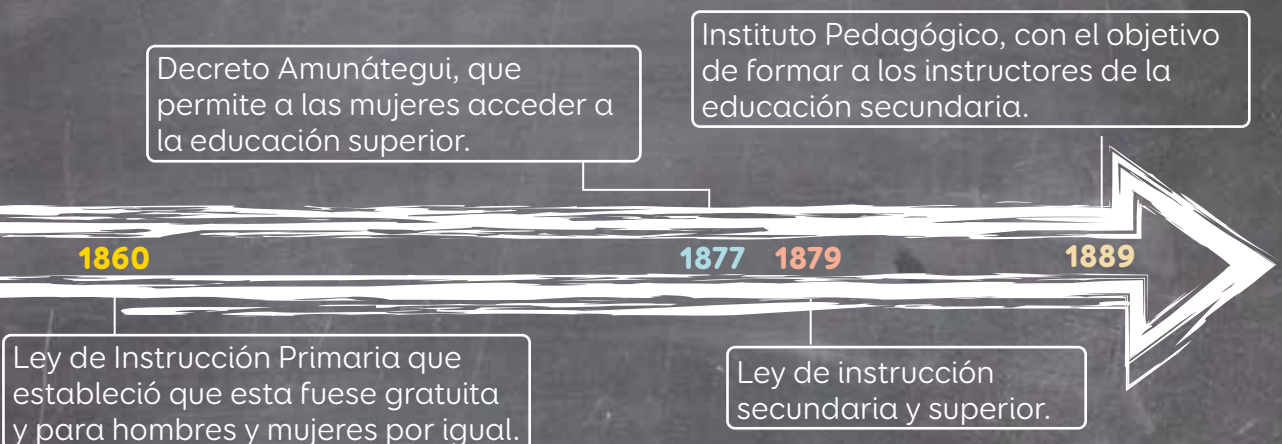 Decreto Amunátegui, que
permite a las mujeres acceder a
la educación superior.
Instituto Pedagógico, con el objetivo
de formar a los instructores de la
educación secundaria.
1860
1877
1879
1889
Ley de Instrucción Primaria que
estableció que esta fuese gratuita
y para hombres y mujeres por igual.
Ley de instrucción
secundaria y superior.